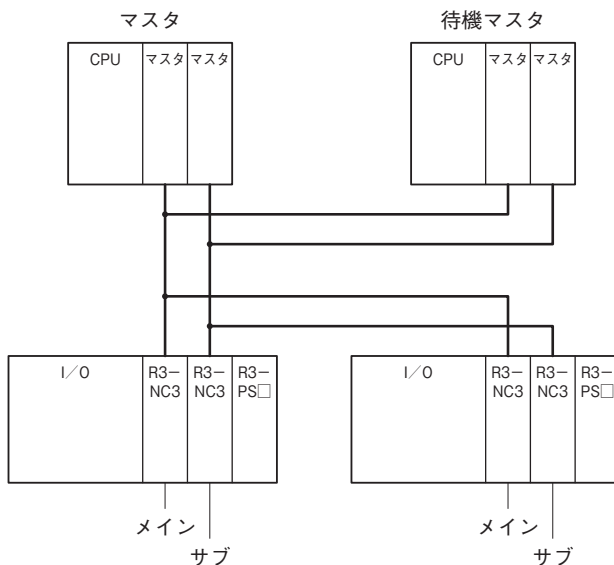 マスタ 待機マスタ
CPU マスタ マスタ CPU マスタ マスタ
I/O R3-NC3 R3-NC3 R3-PS□ I/O R3-NC3 R3-NC3 R3-PS□
メイン メイン
サブ サブ